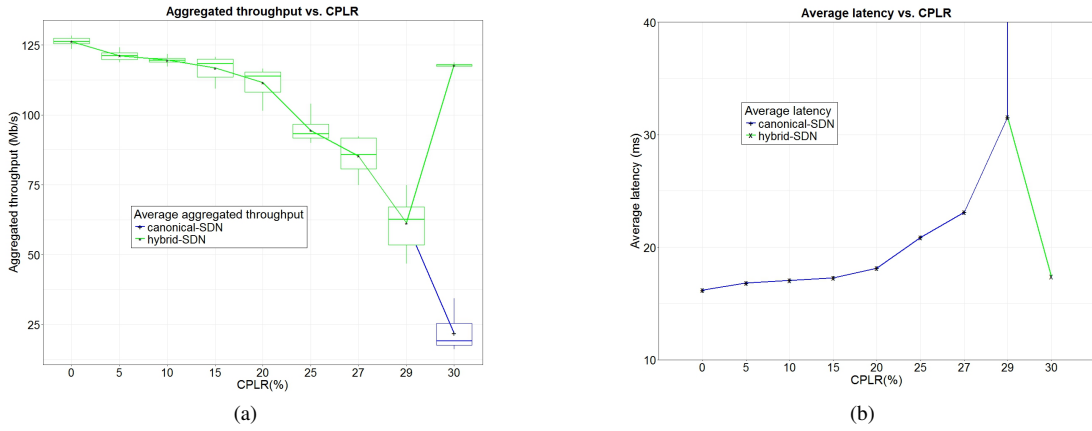 Aggregated throughput vs. CPLR
Aggregated throughput (Mb/s)
125
100
75
50
25
Average aggregated throughput
canonical-SDN
hybrid-SDN
0 5 10 15 20 25 27 29 30
CPLR(%)
(a)
Average latency vs. CPLR
Average latency (ms)
40
30
20
10
Average latency
canonical-SDN
hybrid-SDN
0 5 10 15 20 25 27 29 30
CPLR(%)
(b)